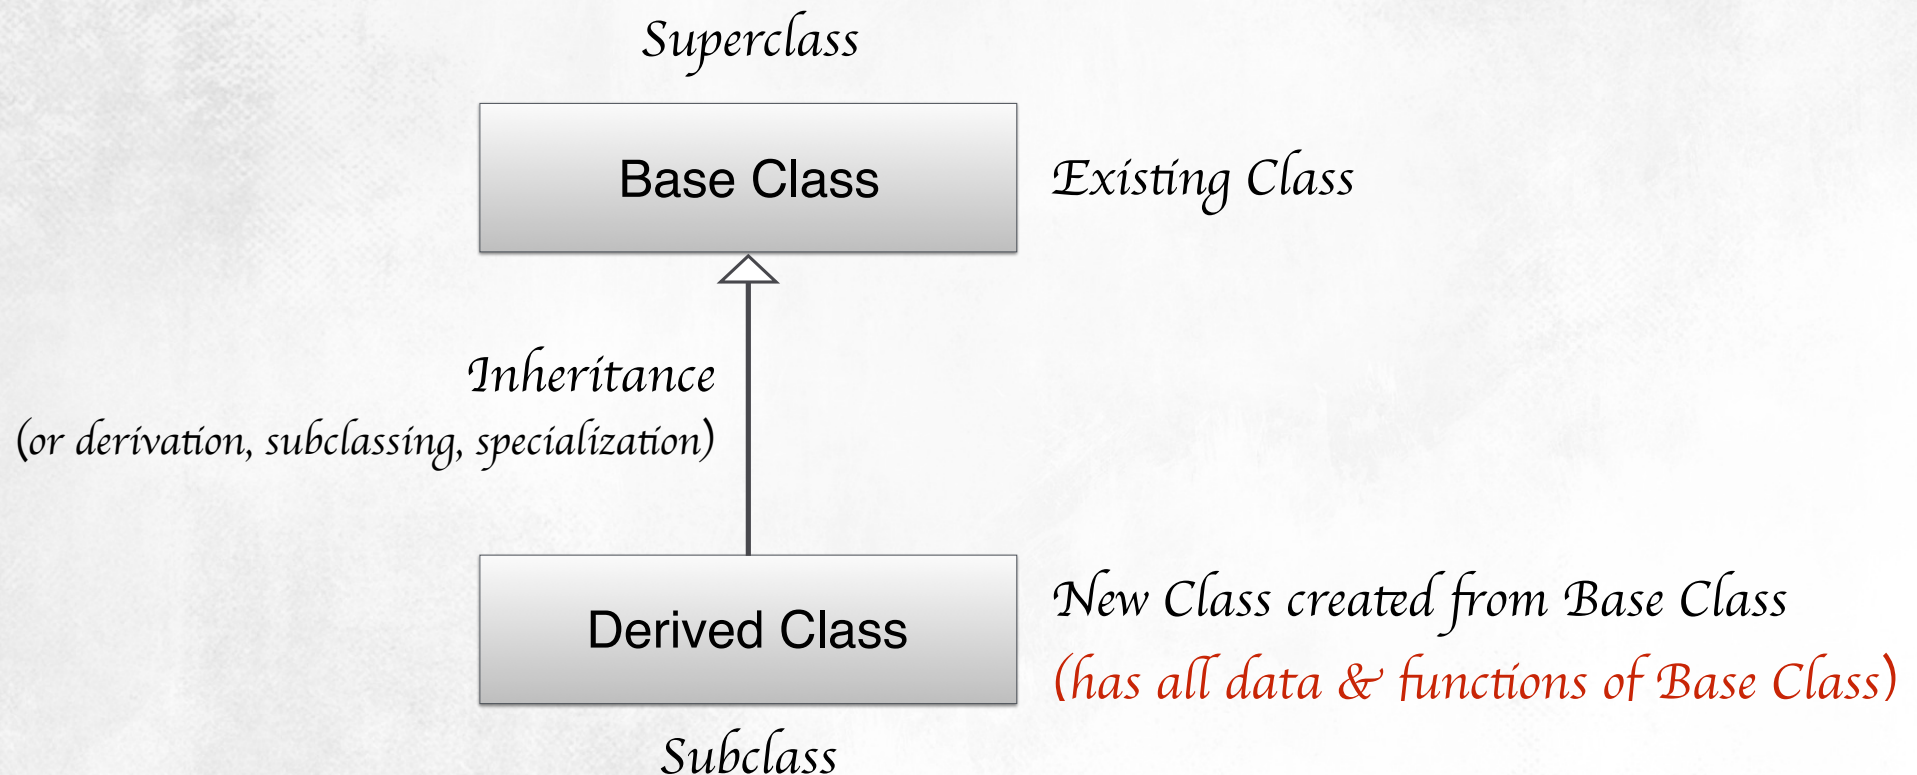 Superclass
Base Class
Existing Class
Inheritance
(or derivation, subclassing, specialization)
Derived Class
New Class created from Base Class
(has all data & functions of Base Class)
Subclass